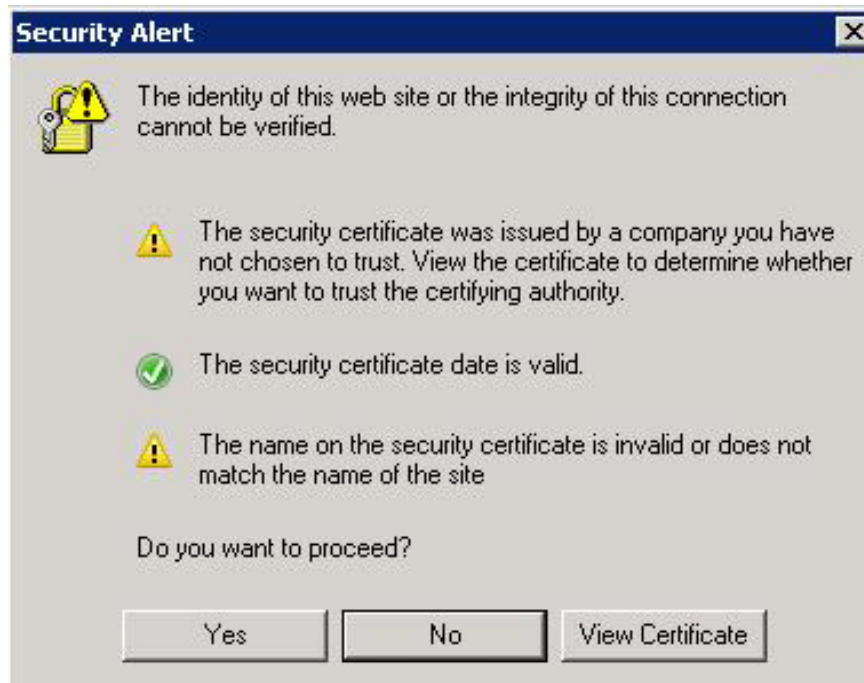 Security Alert
The identity of this web site or the integrity of this connection
cannot be verified.
The security certificate was issued by a company you have
not chosen to trust. View the certificate to determine whether
you want to trust the certifying authority.
The security certificate date is valid.
The name on the security certificate is invalid or does not
match the name of the site
Do you want to proceed?
Yes No View Certificate